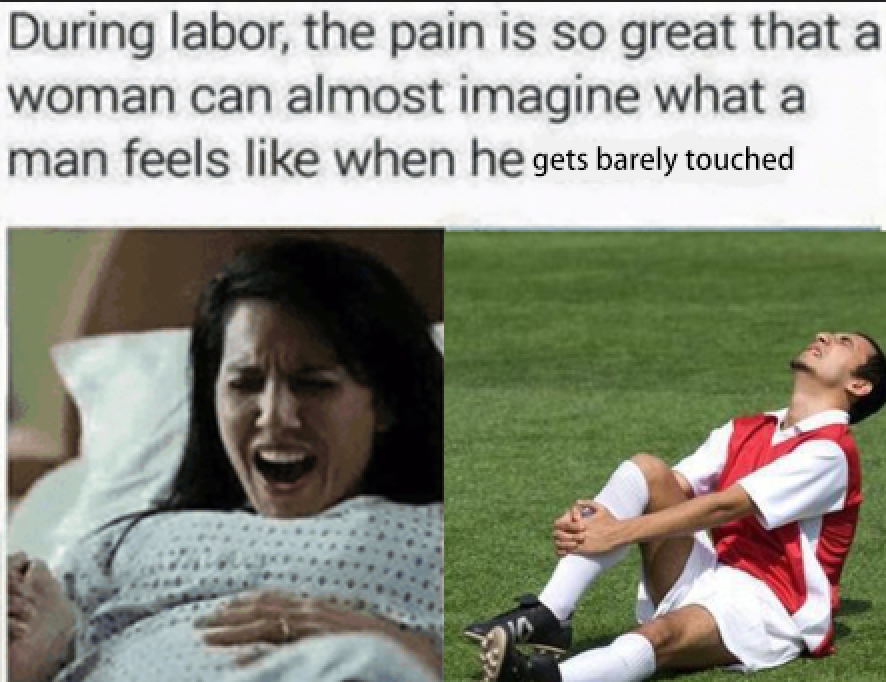 During labor, the pain is so great that a
woman can almost imagine what a
man feels like when he gets barely touched